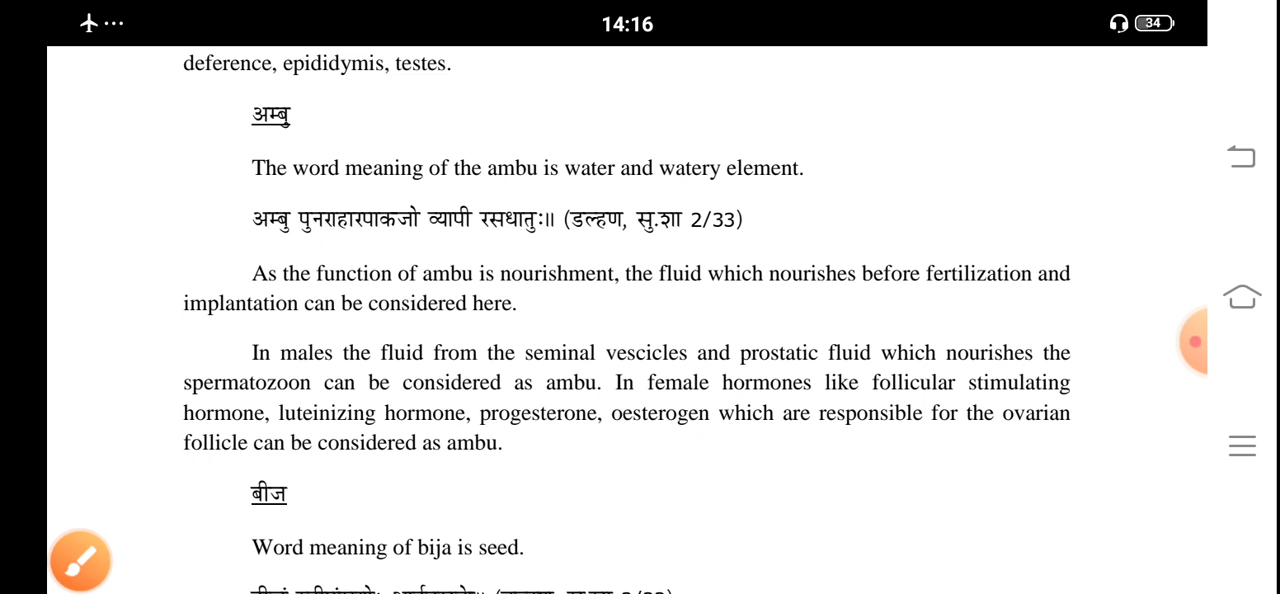 14:16
34
deference, epididymis, testes.
अम्बु
The word meaning of the ambu is water and watery element.
अम्बु पुनराहारपाकजो व्यापी रसधातुः॥ (डल्हण, सु.शा 2/33)
As the function of ambu is nourishment, the fluid which nourishes before fertilization and
implantation can be considered here.
In males the fluid from the seminal vescicles and prostatic fluid which nourishes the
spermatozoon can be considered as ambu. In female hormones like follicular stimulating
hormone, luteinizing hormone, progesterone, oesterogen which are responsible for the ovarian
follicle can be considered as ambu.
बीज
Word meaning of bija is seed.